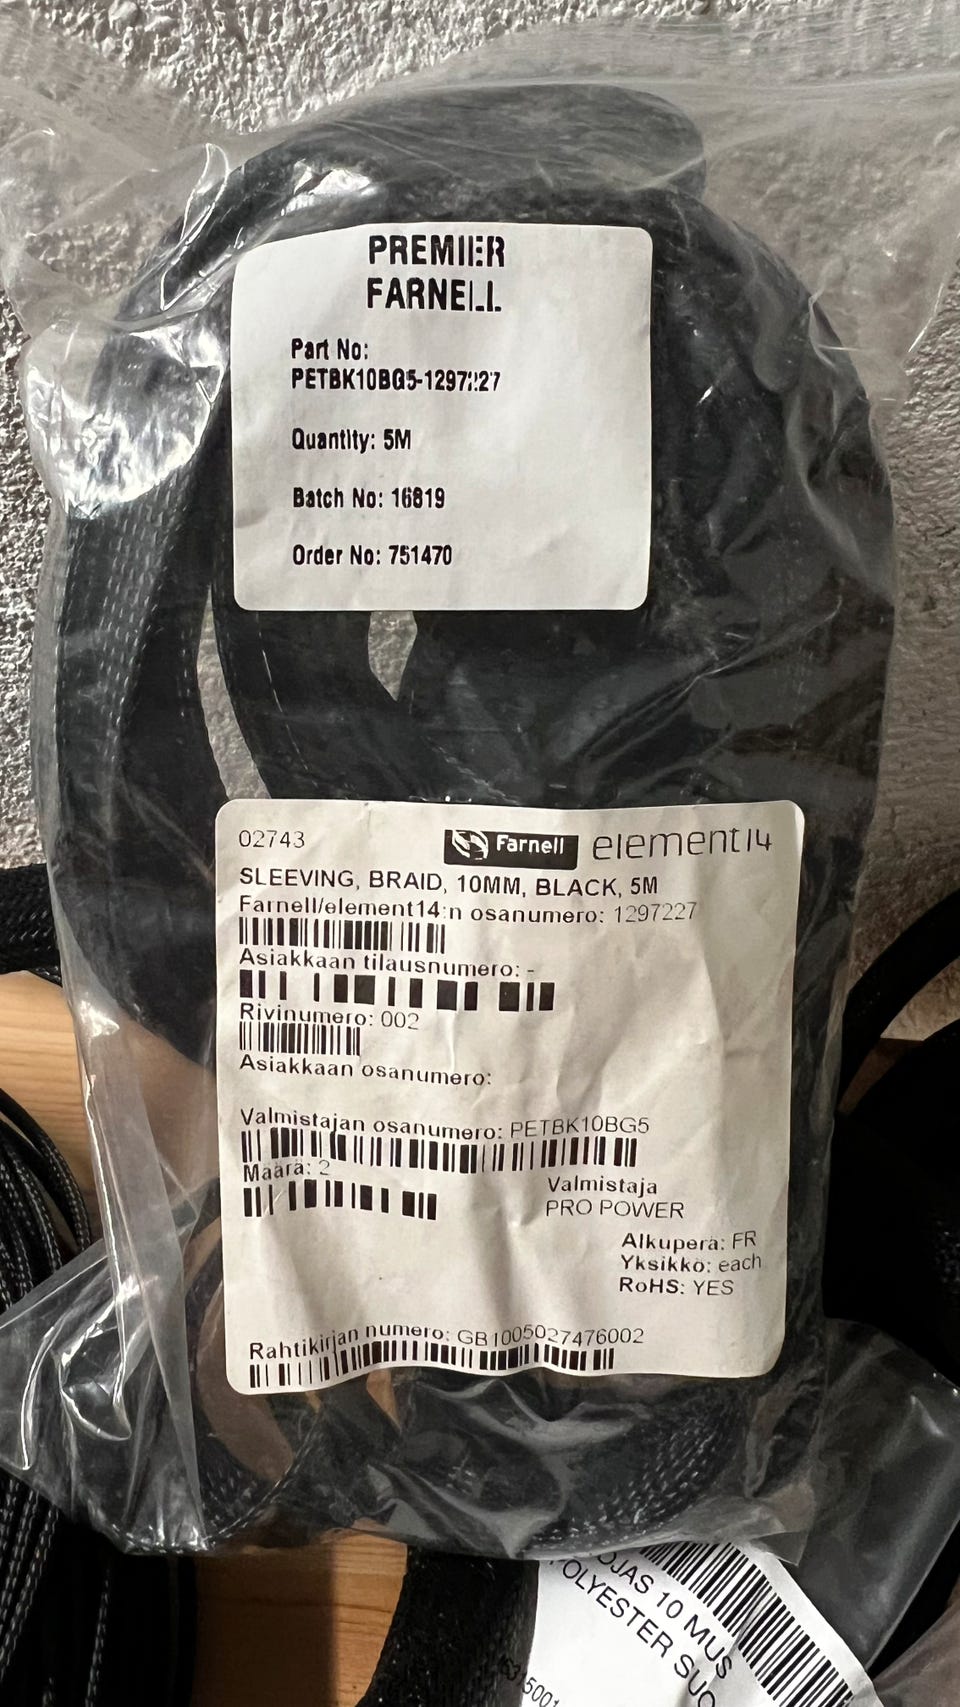 PREMIER
FARNELL
Part No:
PETBK10BG5-1297227
Quantity: 5M
Batch No: 16819
Order No: 751470
02743
Farnell element14
SLEEVING, BRAID, 10MM, BLACK, 5M
Farnell/element14:n osanumero: 1297227
Asiakkaan tilausnumero: -
Rivinumero: 002
Asiakkaan osanumero:
Valmistajan osanumero: PETBK10BG5
Määrä: 2
Valmistaja
PRO POWER
Alkuperä: FR
Yksikkö: each
RoHS: YES
Rahtikirjan numero: GB1005027476002
OJAS 10 MUS
POLYESTER SUO